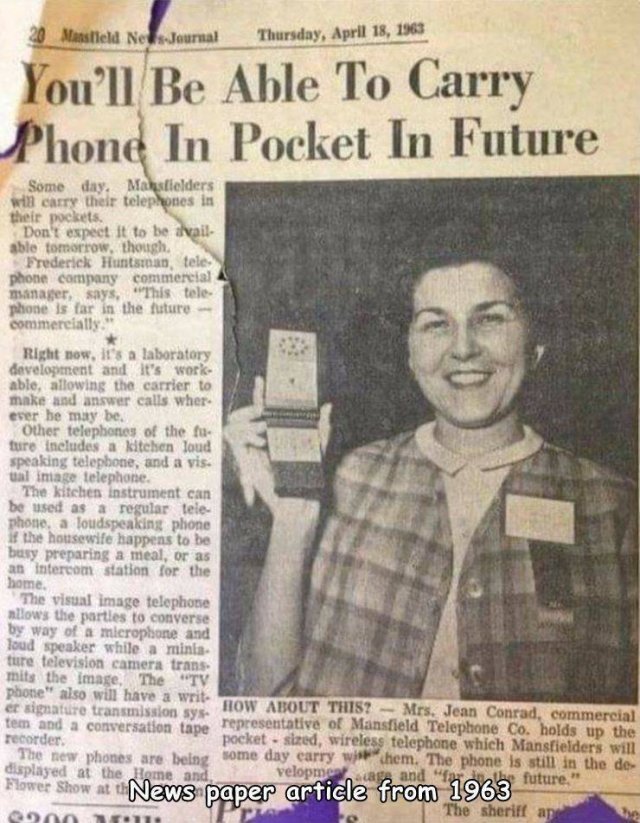 20 Mansfield News-Journal Thursday, April 18, 1963
You'll Be Able To Carry
Phone In Pocket In Future
Some day, Mansfielders
will carry their telephones in
their pockets.
Don't expect it to be avail-
able tomorrow, though.
Frederick Huntsman, tele-
phone company commercial
manager, says, "This tele-
phone is far in the future —
commercially."
★
Right now, it's a laboratory
development and it's work-
able, allowing the carrier to
make and answer calls wher-
ever he may be.
Other telephones of the fu-
ture includes a kitchen loud
speaking telephone, and a vis-
ual image telephone.
The kitchen instrument can
be used as a regular tele-
phone, a loudspeaking phone
if the housewife happens to be
busy preparing a meal, or as
an intercom station for the
home.
The visual image telephone
allows the parties to converse
by way of a microphone and
loud speaker while a minia-
ture television camera trans-
mits the image. The "TV
phone" also will have a writ-
er signature transmission sys-
tem and a conversation tape
recorder.
The new phones are being
displayed at the Home and
Flower Show at th
HOW ABOUT THIS? — Mrs. Jean Conrad, commercial
representative of Mansfield Telephone Co. holds up the
pocket - sized, wireless telephone which Mansfielders will
some day carry with them. The phone is still in the de-
velopment stage and "far in the future."
News paper article from 1963
The sheriff